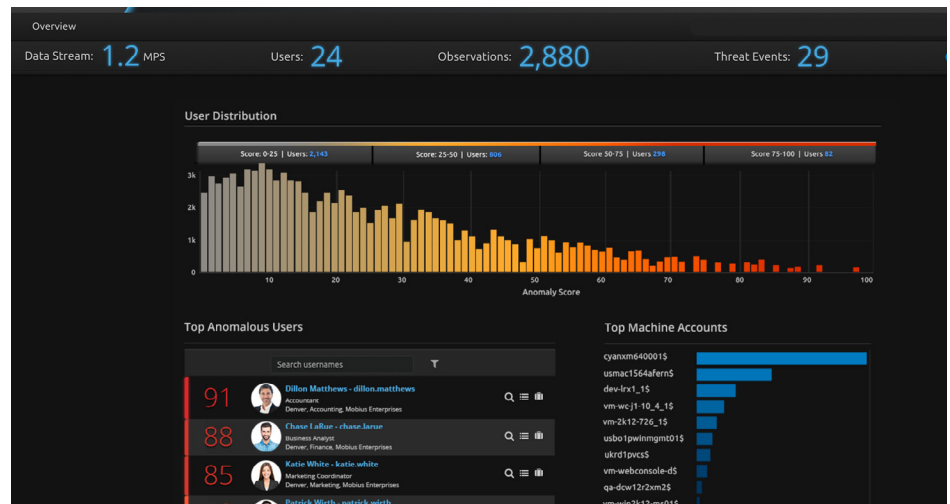 Overview
Data Stream: 1.2 MPS Users: 24 Observations: 2,880 Threat Events: 29
User Distribution
Score: 0-25 | Users: 2,143 Score: 25-50 | Users: 806 Score 50-75 | Users 298 Score 75-100 | Users 82
3k
2k
1k
0
10 20 30 40 50 60 70 80 90 100
Anomaly Score
Top Anomalous Users
Search usernames
91
Dillon Matthews - dillon.matthews
Accountant
Denver, Accounting, Mobius Enterprises
88
Chase LaRue - chase.larue
Business Analyst
Denver, Finance, Mobius Enterprises
85
Katie White - katie.white
Marketing Coordinator
Denver, Marketing, Mobius Enterprises
Patrick Wirth - patrick.wirth
Top Machine Accounts
cyanxm640001$
usmac1564afern$
dev-lrx1_1$
vm-wc-j1-10_4_1$
vm-2k12-726_1$
usbo1pwinmgmt01$
ukrd1pvcs$
vm-webconsole-d$
qa-dcw12r2xm2$